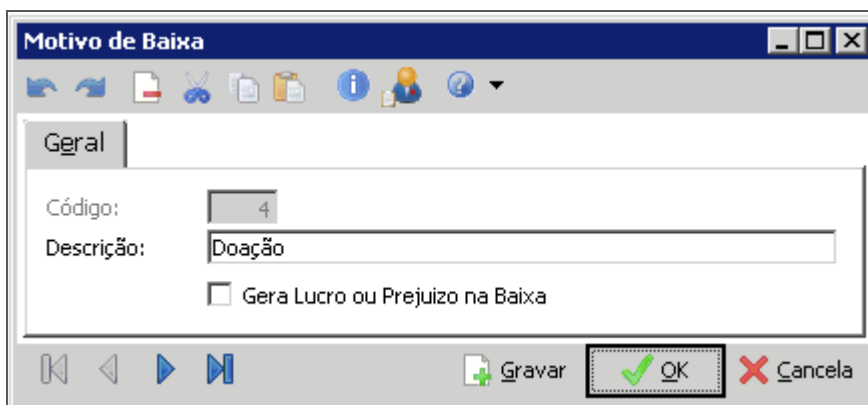 Motivo de Baixa
Geral
Código: 4
Descrição: Doação
Gera Lucro ou Prejuizo na Baixa
Gravar OK Cancela